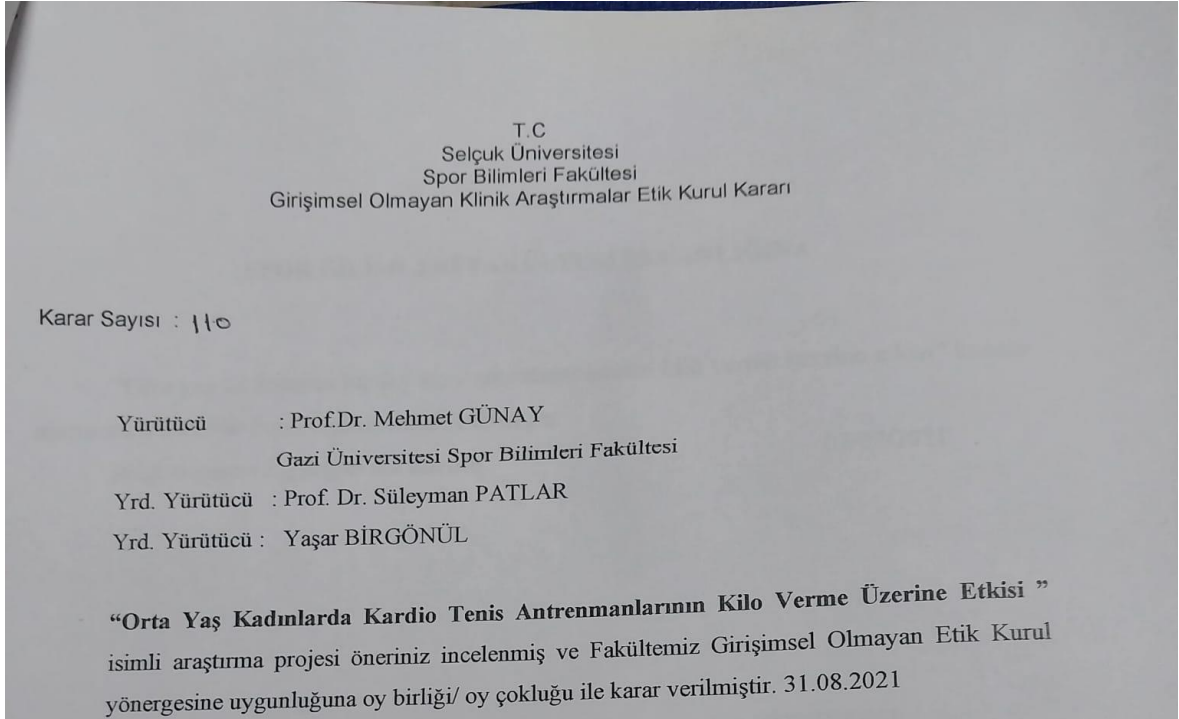 T.C
Selçuk Üniversitesi
Spor Bilimleri Fakültesi
Girişimsel Olmayan Klinik Araştırmalar Etik Kurul Kararı
Karar Sayısı : 110
Yürütücü : Prof.Dr. Mehmet GÜNAY
Gazi Üniversitesi Spor Bilimleri Fakültesi
Yrd. Yürütücü : Prof. Dr. Süleyman PATLAR
Yrd. Yürütücü : Yaşar BİRGÖNÜL
“Orta Yaş Kadınlarda Kardio Tenis Antrenmanlarının Kilo Verme Üzerine Etkisi ”
isimli araştırma projesi öneriniz incelenmiş ve Fakültemiz Girişimsel Olmayan Etik Kurul
yönergesine uygunluğuna oy birliği/ oy çokluğu ile karar verilmiştir. 31.08.2021